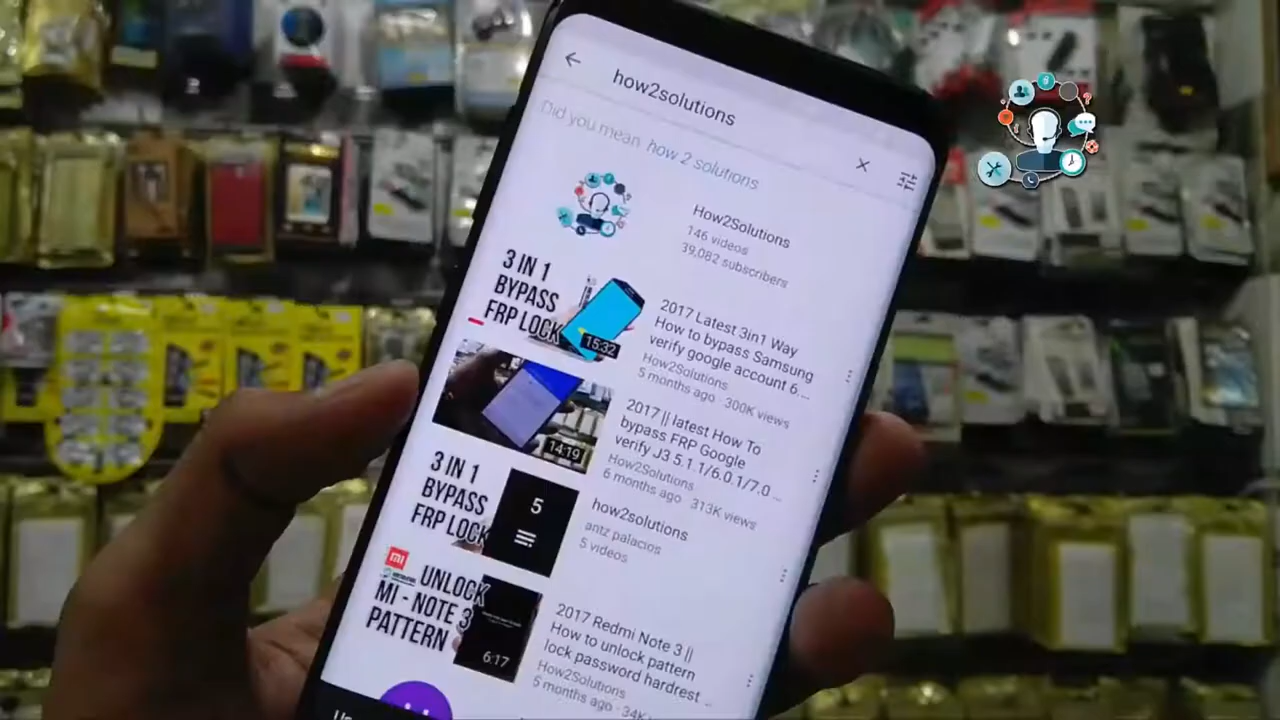 how2solutions
Did you mean how 2 solutions
How2Solutions
146 videos
39,082 subscribers
3 IN 1
BYPASS
FRP LOCK
15:32
2017 Latest 3in1 Way
How to bypass Samsung
verify google account 6....
How2Solutions
5 months ago · 300K views
14:19
2017 || latest How To
bypass FRP Google
verify J3 5.1.1/6.0.1/7.0 ...
How2Solutions
6 months ago · 313K views
3 IN 1
BYPASS
FRP LOCK
5
how2solutions
antz palacios
5 videos
MI
UNLOCK
MI - NOTE 3
PATTERN
6:17
2017 Redmi Note 3 ||
How to unlock pattern
lock password hardrest ...
How2Solutions
5 months ago · 34K